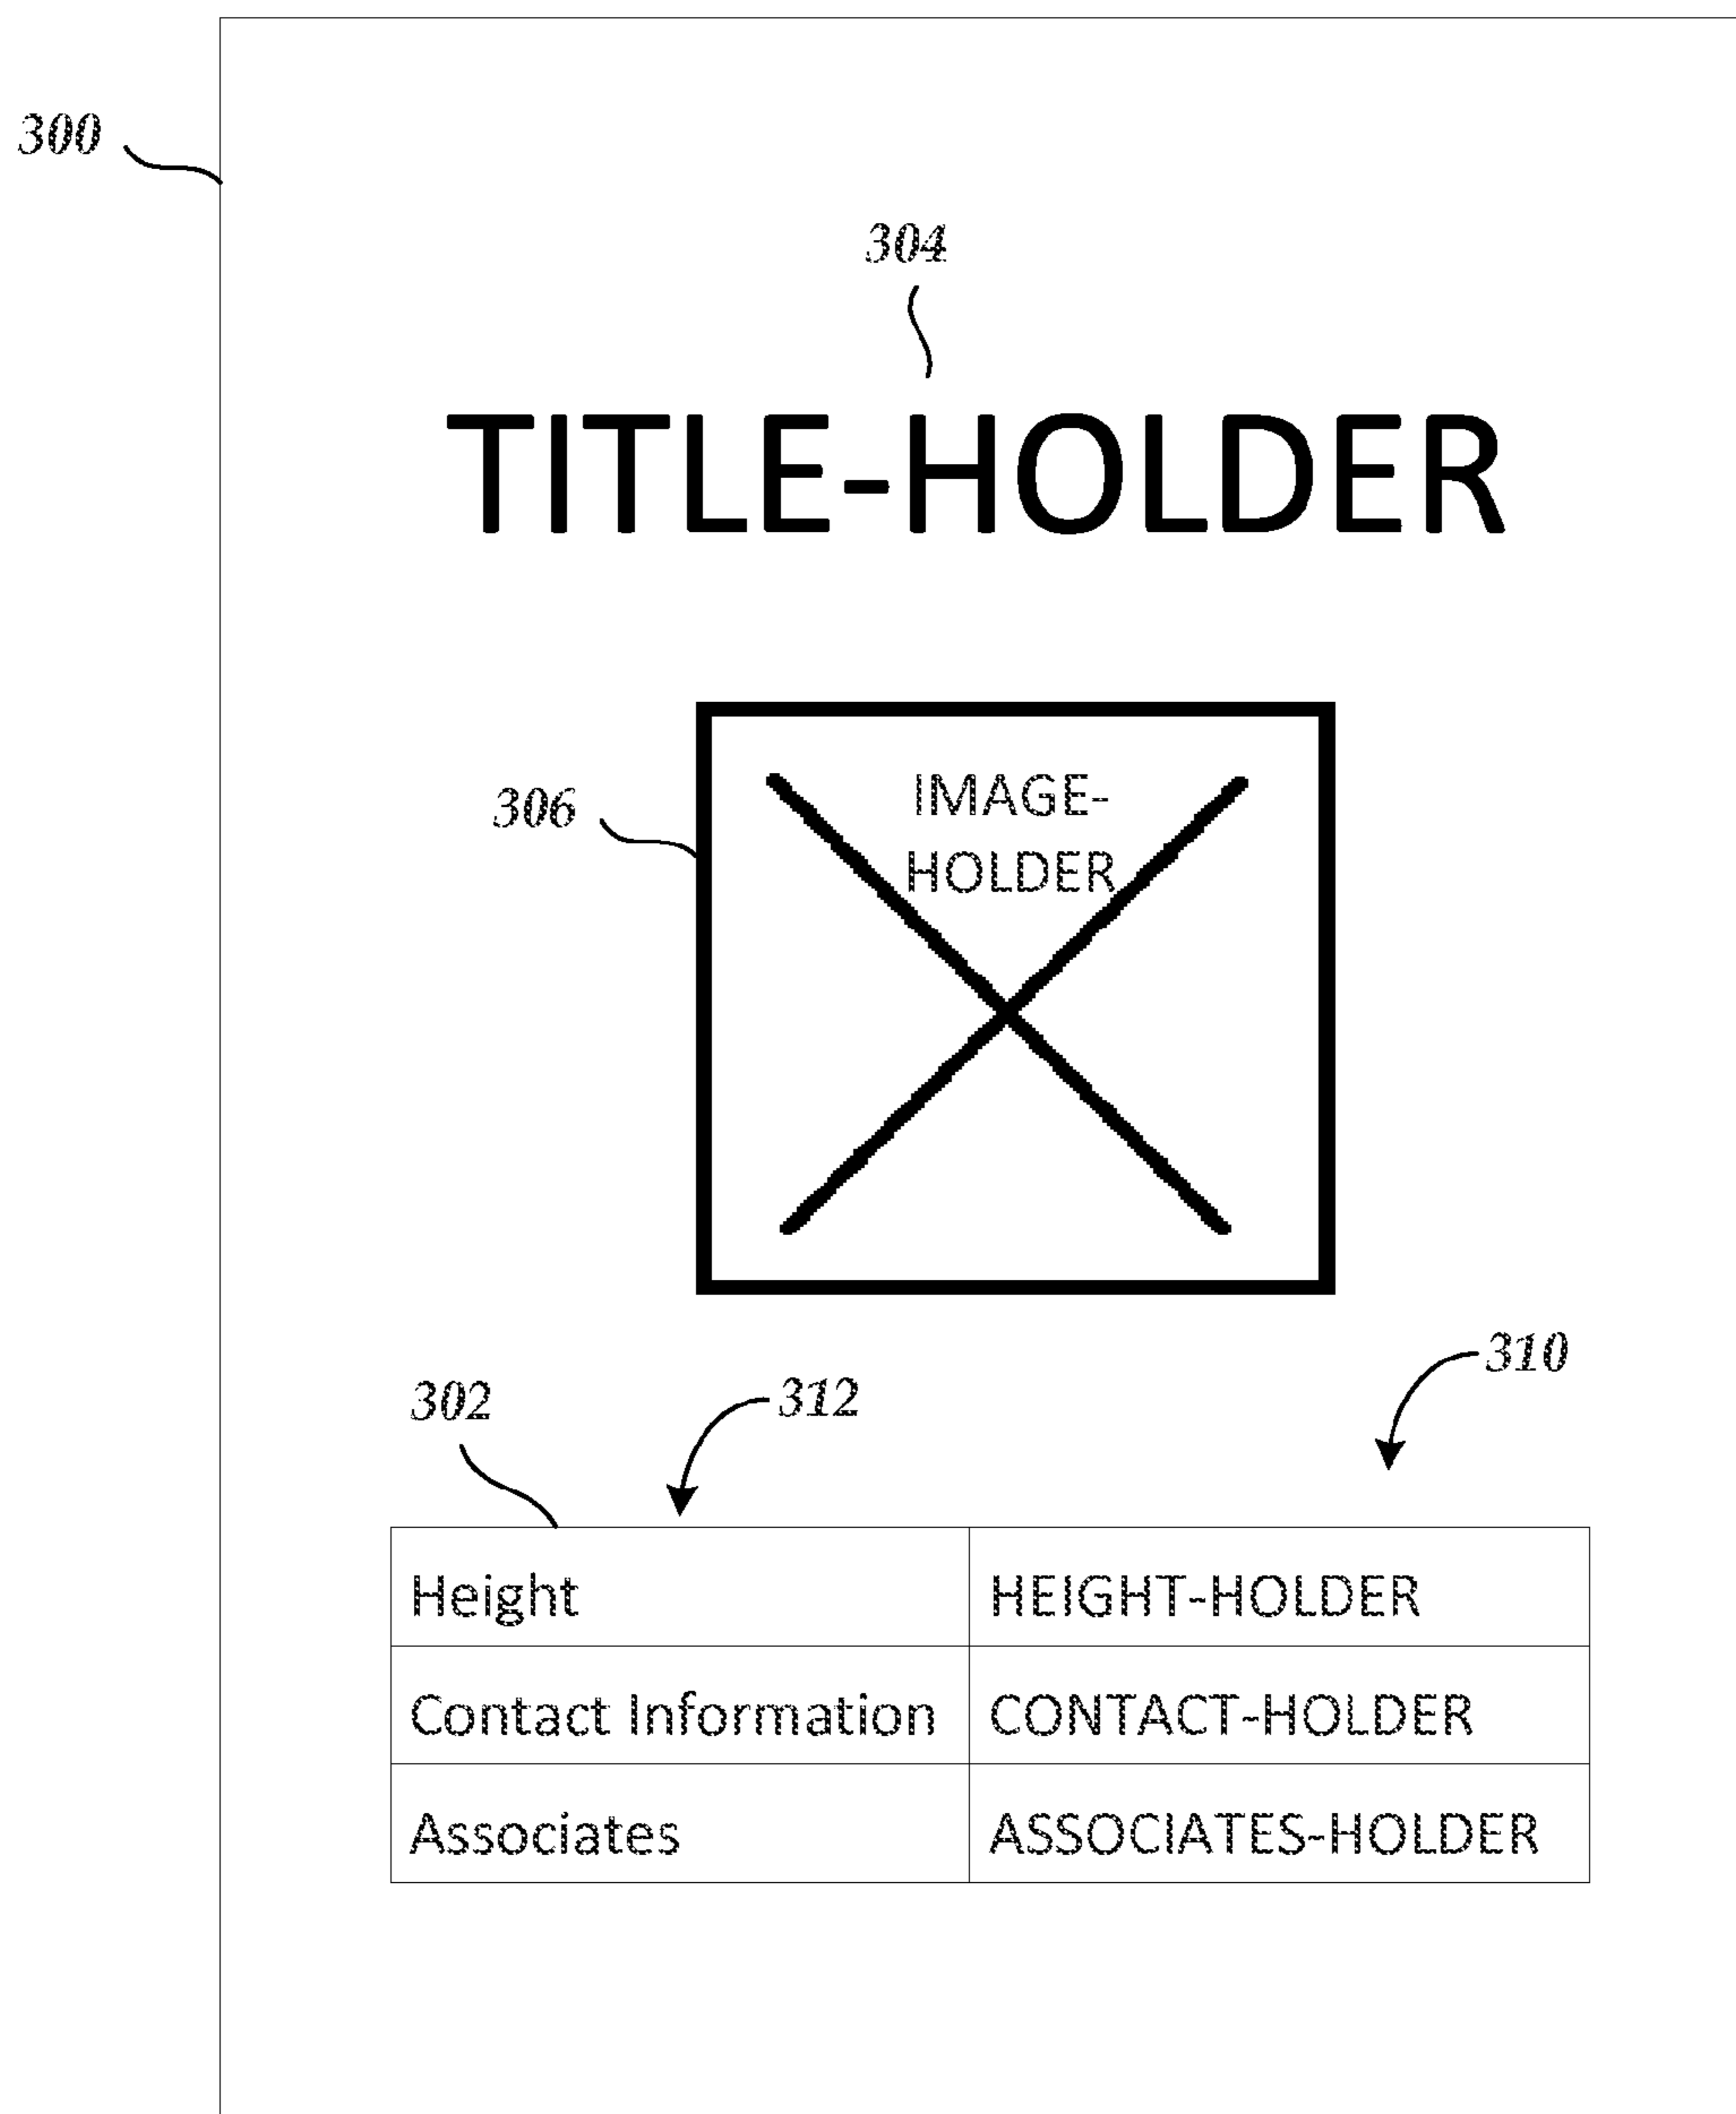 300
304
TITLE-HOLDER
306
IMAGE-
HOLDER
310
302
312
Height HEIGHT-HOLDER
Contact Information CONTACT-HOLDER
Associates ASSOCIATES-HOLDER